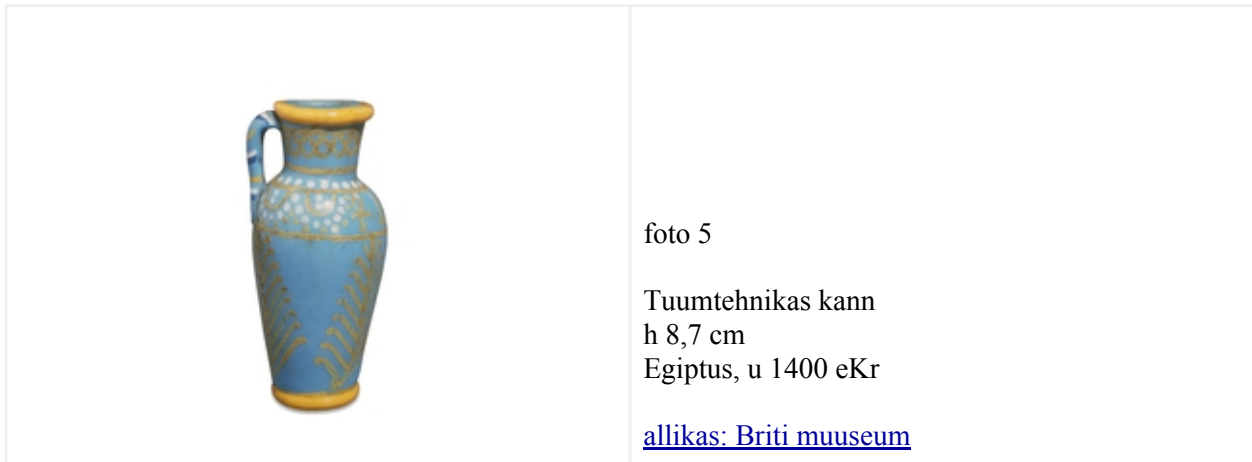 foto 5
Tuumtehnikas kann
h 8,7 cm
Egiptus, u 1400 eKr
allikas: Briti muuseum